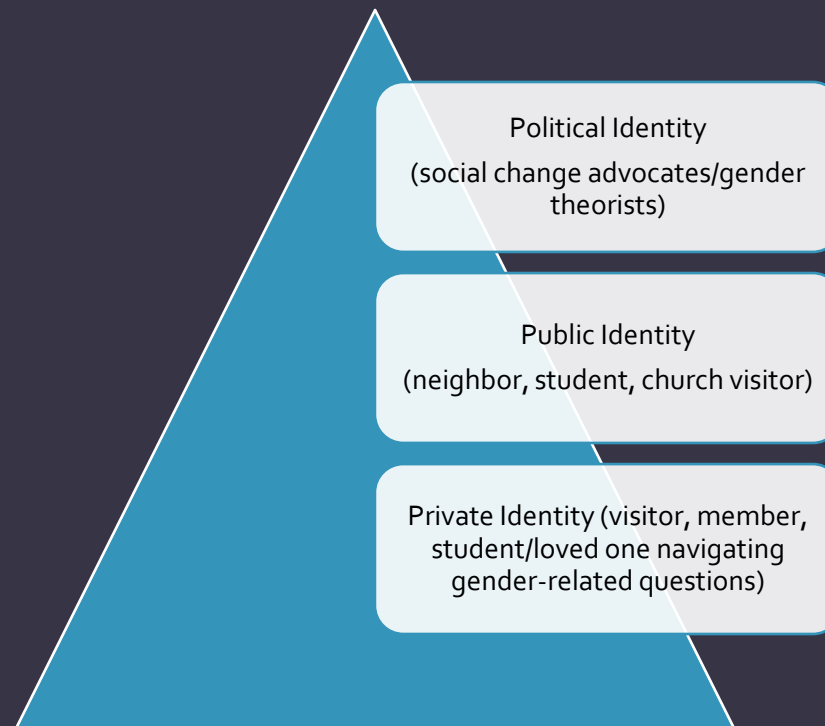 Political Identity
(social change advocates/gender
theorists)
Public Identity
(neighbor, student, church visitor)
Private Identity (visitor, member,
student/loved one navigating
gender-related questions)